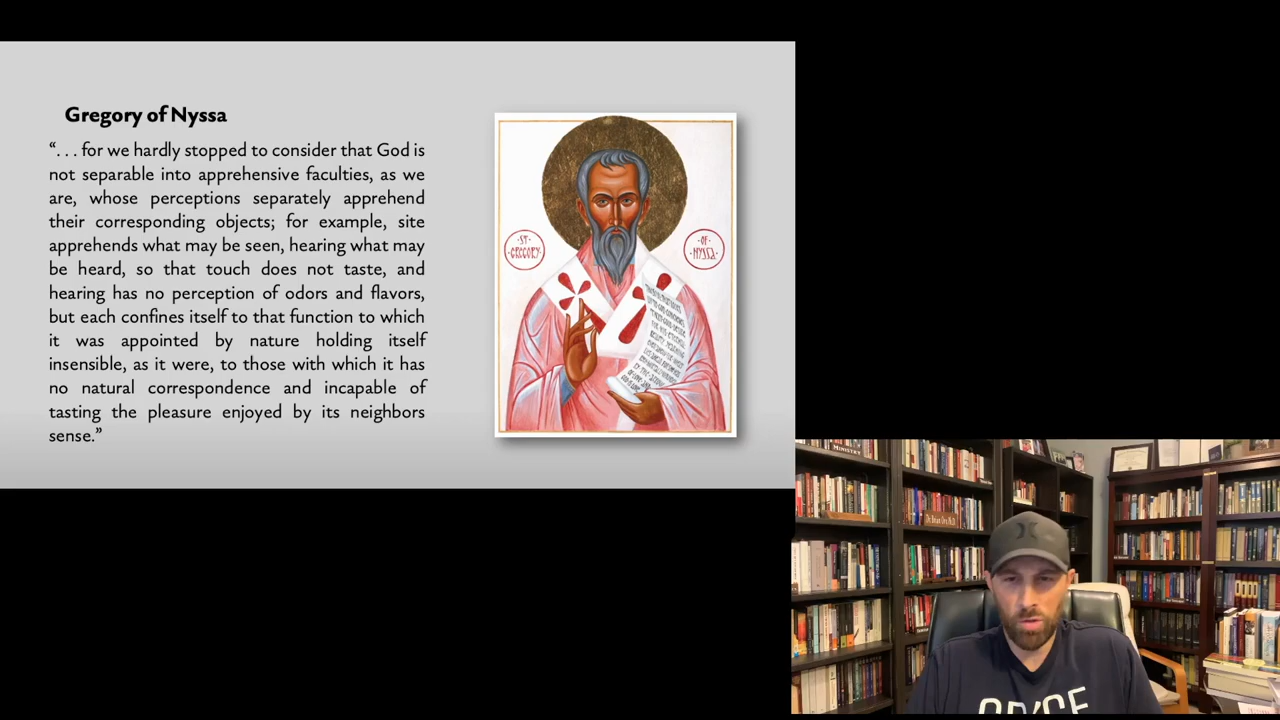 Gregory of Nyssa
“. . . for we hardly stopped to consider that God is
not separable into apprehensive faculties, as we
are, whose perceptions separately apprehend
their corresponding objects; for example, site
apprehends what may be seen, hearing what may
be heard, so that touch does not taste, and
hearing has no perception of odors and flavors,
but each confines itself to that function to which
it was appointed by nature holding itself
insensible, as it were, to those with which it has
no natural correspondence and incapable of
tasting the pleasure enjoyed by its neighbors
sense.”
·ST·
GREGORY
·OF·
NYSSA
MINISTRY